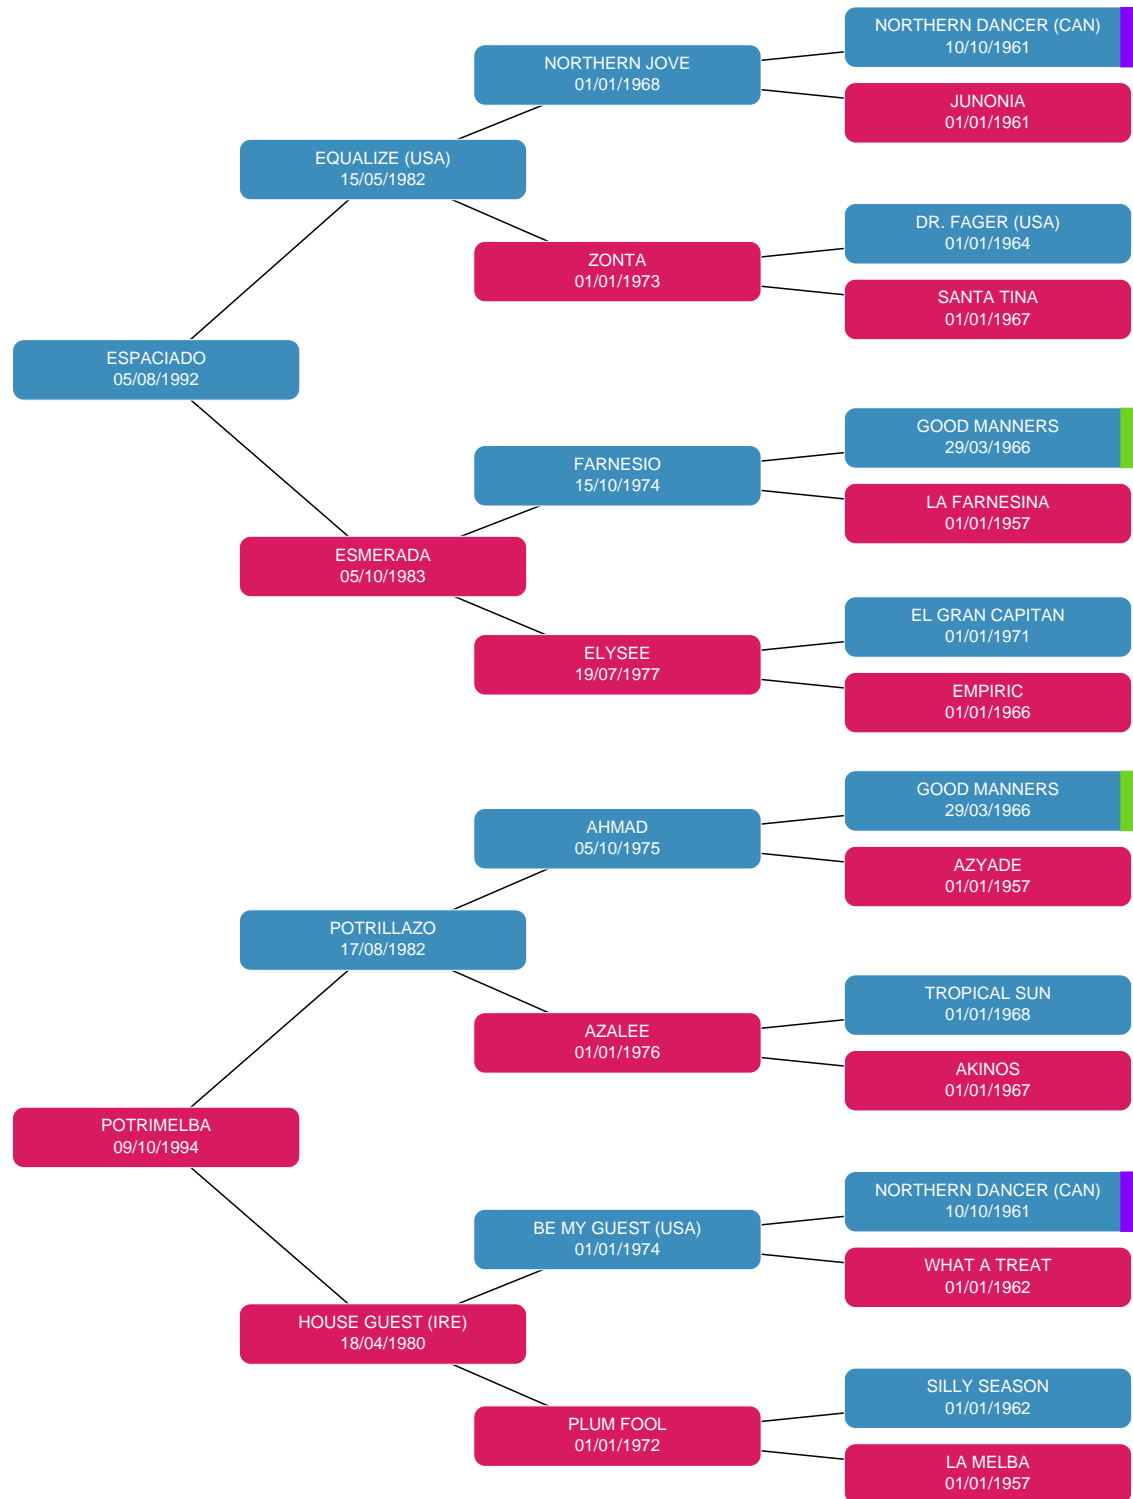 NORTHERN DANCER (CAN)
10/10/1961
NORTHERN JOVE
01/01/1968
JUNONIA
01/01/1961
EQUALIZE (USA)
15/05/1982
DR. FAGER (USA)
01/01/1964
ZONTA
01/01/1973
SANTA TINA
01/01/1967
ESPACIADO
05/08/1992
GOOD MANNERS
29/03/1966
FARNESIO
15/10/1974
LA FARNESINA
01/01/1957
ESMERADA
05/10/1983
EL GRAN CAPITAN
01/01/1971
ELYSEE
19/07/1977
EMPIRIC
01/01/1966
GOOD MANNERS
29/03/1966
AHMAD
05/10/1975
AZYADE
01/01/1957
POTRILLAZO
17/08/1982
TROPICAL SUN
01/01/1968
AZALEE
01/01/1976
AKINOS
01/01/1967
POTRIMELBA
09/10/1994
NORTHERN DANCER (CAN)
10/10/1961
BE MY GUEST (USA)
01/01/1974
WHAT A TREAT
01/01/1962
HOUSE GUEST (IRE)
18/04/1980
SILLY SEASON
01/01/1962
PLUM FOOL
01/01/1972
LA MELBA
01/01/1957